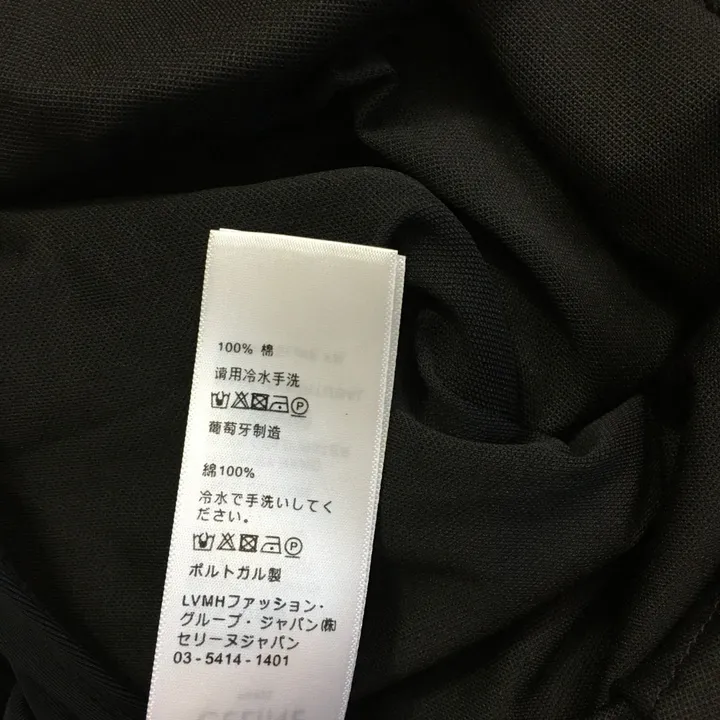 100% 棉
请用冷水手洗
葡萄牙制造
綿100%
冷水で手洗いしてく
ださい。
ポルトガル製
LVMHファッション・
グループ・ジャパン㈱
セリーヌジャパン
03-5414-1401